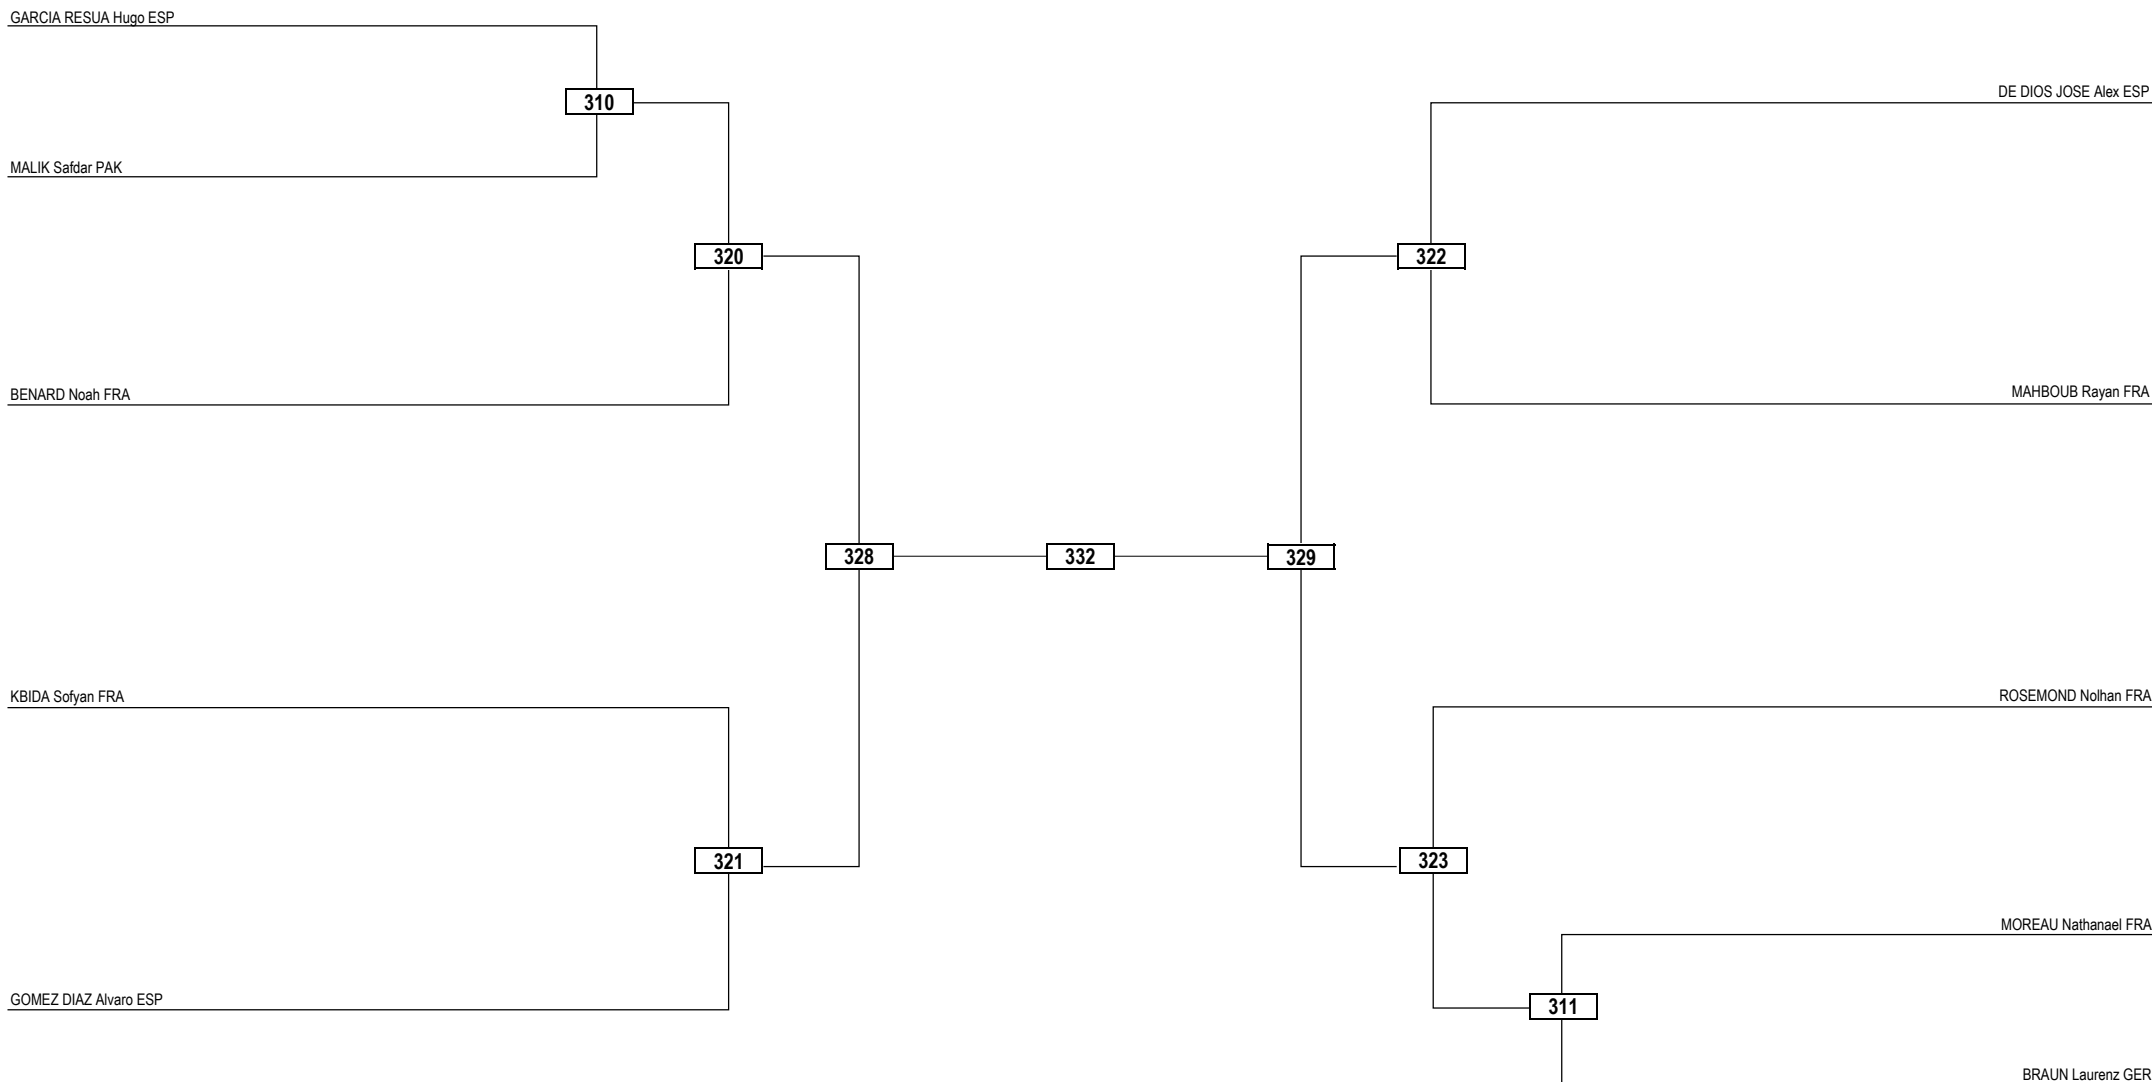 GARCIA RESUA Hugo ESP
310
DE DIOS JOSE Alex ESP
MALIK Safdar PAK
320
322
BENARD Noah FRA
MAHBOUB Rayan FRA
328
332
329
KBIDA Sofyan FRA
ROSEMOND Nolhan FRA
321
323
MOREAU Nathanael FRA
GOMEZ DIAZ Alvaro ESP
311
BRAUN Laurenz GER